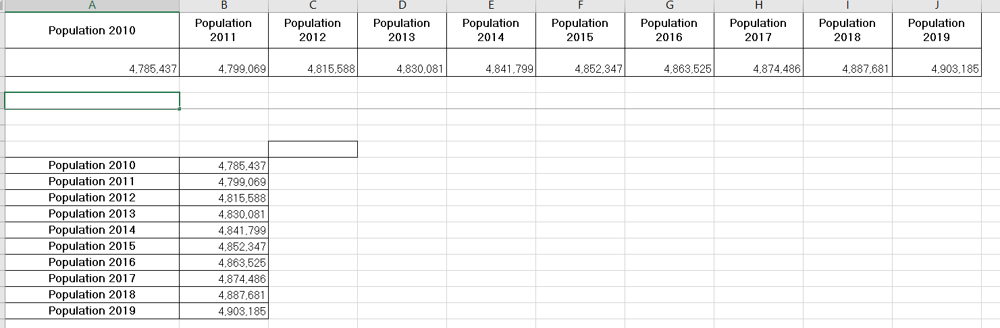 A B C D E F G H I J
Population 2010 Population 2011 Population 2012 Population 2013 Population 2014 Population 2015 Population 2016 Population 2017 Population 2018 Population 2019
4,785,437 4,799,069 4,815,588 4,830,081 4,841,799 4,852,347 4,863,525 4,874,486 4,887,681 4,903,185
Population 2010 4,785,437
Population 2011 4,799,069
Population 2012 4,815,588
Population 2013 4,830,081
Population 2014 4,841,799
Population 2015 4,852,347
Population 2016 4,863,525
Population 2017 4,874,486
Population 2018 4,887,681
Population 2019 4,903,185